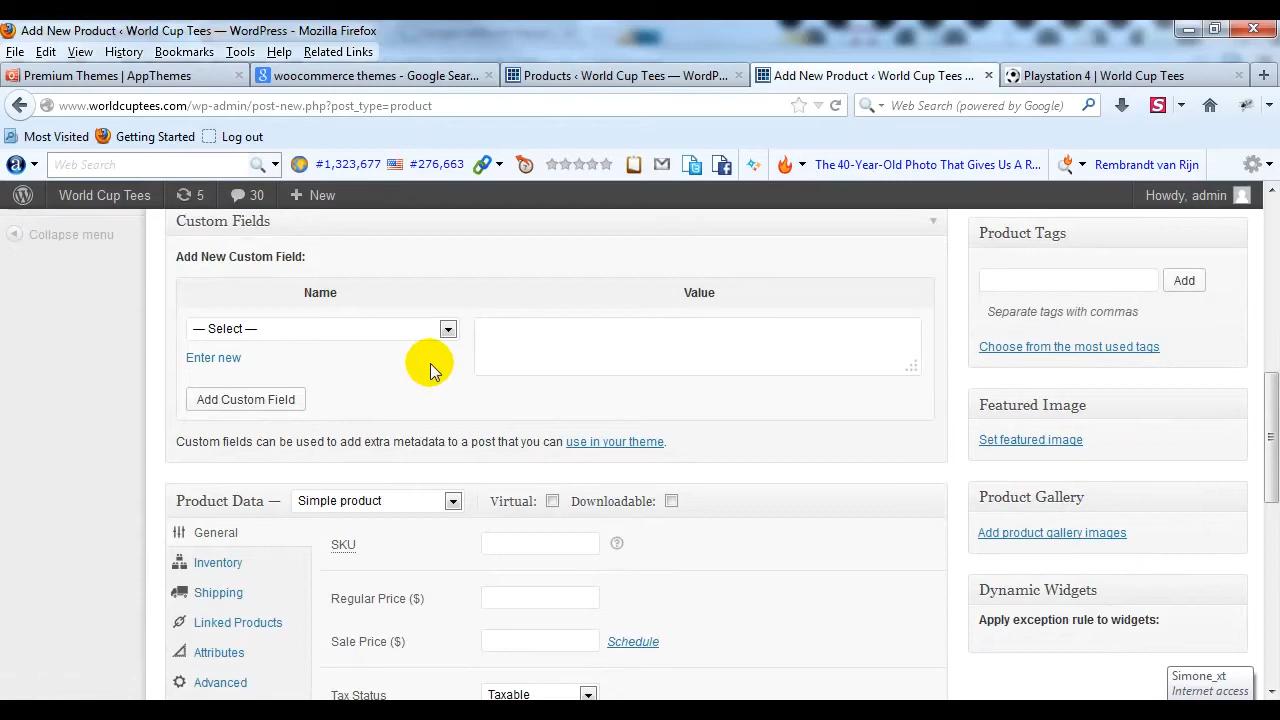 Add New Product ‹ World Cup Tees — WordPress - Mozilla Firefox
File Edit View History Bookmarks Tools Help Related Links
Premium Themes | AppThemes
woocommerce themes - Google Sear...
Products ‹ World Cup Tees — WordP...
Add New Product ‹ World Cup Tees ...
Playstation 4 | World Cup Tees
www.worldcuptees.com/wp-admin/post-new.php?post_type=product
Web Search (powered by Google)
Most Visited Getting Started Log out
Web Search #1,323,677 #276,663 The 40-Year-Old Photo That Gives Us A R... Rembrandt van Rijn
World Cup Tees 5 30 + New Howdy, admin
Collapse menu
Custom Fields
Add New Custom Field:
Name Value
— Select —
Enter new
Add Custom Field
Custom fields can be used to add extra metadata to a post that you can use in your theme.
Product Data — Simple product Virtual: Downloadable:
General
Inventory
Shipping
Linked Products
Attributes
Advanced
SKU
Regular Price ($)
Sale Price ($) Schedule
Tax Status Taxable
Product Tags
Add
Separate tags with commas
Choose from the most used tags
Featured Image
Set featured image
Product Gallery
Add product gallery images
Dynamic Widgets
Apply exception rule to widgets:
Simone_xt
Internet access